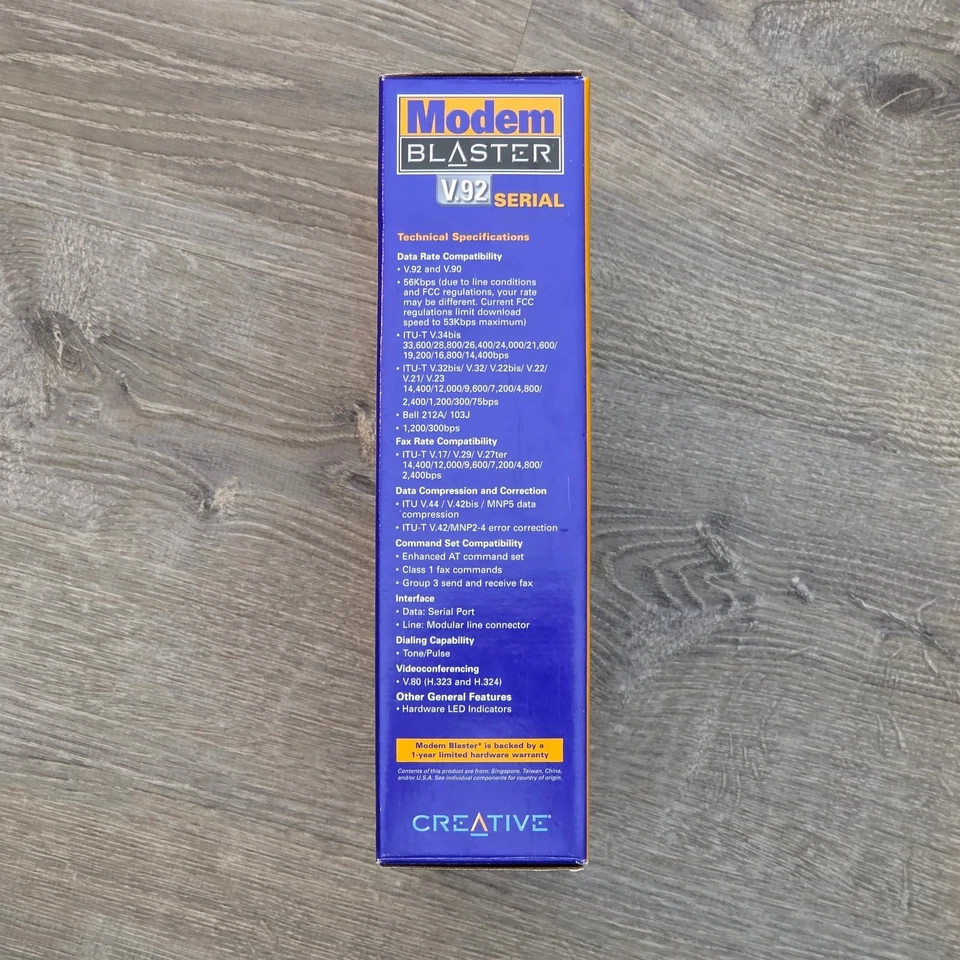 Modem
BLASTER
V.92 SERIAL
Technical Specifications
Data Rate Compatibility
• V.92 and V.90
• 56Kbps (due to line conditions
and FCC regulations, your rate
may be different. Current FCC
regulations limit download
speed to 53Kbps maximum)
• ITU-T V.34bis
33,600/28,800/26,400/24,000/21,600/
19,200/16,800/14,400bps
• ITU-T V.32bis/ V.32/ V.22bis/ V.22/
V.21/ V.23
14,400/12,000/9,600/7,200/4,800/
2,400/1,200/300/75bps
• Bell 212A/ 103J
• 1,200/300bps
Fax Rate Compatibility
• ITU-T V.17/ V.29/ V.27ter
14,400/12,000/9,600/7,200/4,800/
2,400bps
Data Compression and Correction
• ITU V.44 / V.42bis / MNP5 data
compression
• ITU-T V.42/MNP2-4 error correction
Command Set Compatibility
• Enhanced AT command set
• Class 1 fax commands
• Group 3 send and receive fax
Interface
• Data: Serial Port
• Line: Modular line connector
Dialing Capability
• Tone/Pulse
Videoconferencing
• V.80 (H.323 and H.324)
Other General Features
• Hardware LED Indicators
Modem Blaster® is backed by a
1-year limited hardware warranty
Contents of this product are from: Singapore, Taiwan, China,
and/or U.S.A. See individual components for country of origin.
CREATIVE®